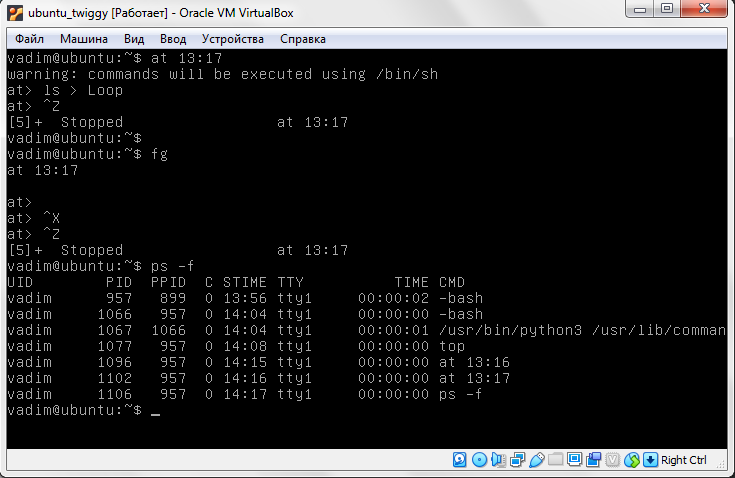 ubuntu_twiggy [Работает] - Oracle VM VirtualBox
Файл Машина Вид Ввод Устройства Справка
vadim@ubuntu:~$ at 13:17
warning: commands will be executed using /bin/sh
at> ls > Loop
at> ^Z
[5]+  Stopped                 at 13:17
vadim@ubuntu:~$
vadim@ubuntu:~$ fg
at 13:17
at>
at> ^X
at> ^Z
[5]+  Stopped                 at 13:17
vadim@ubuntu:~$ ps -f
UID        PID  PPID  C STIME TTY          TIME CMD
vadim      957   899  0 13:56 tty1     00:00:02 -bash
vadim     1066   957  0 14:04 tty1     00:00:00 -bash
vadim     1067  1066  0 14:04 tty1     00:00:01 /usr/bin/python3 /usr/lib/comman
vadim     1077   957  0 14:08 tty1     00:00:00 top
vadim     1096   957  0 14:15 tty1     00:00:00 at 13:16
vadim     1102   957  0 14:16 tty1     00:00:00 at 13:17
vadim     1106   957  0 14:17 tty1     00:00:00 ps -f
vadim@ubuntu:~$ _
Right Ctrl